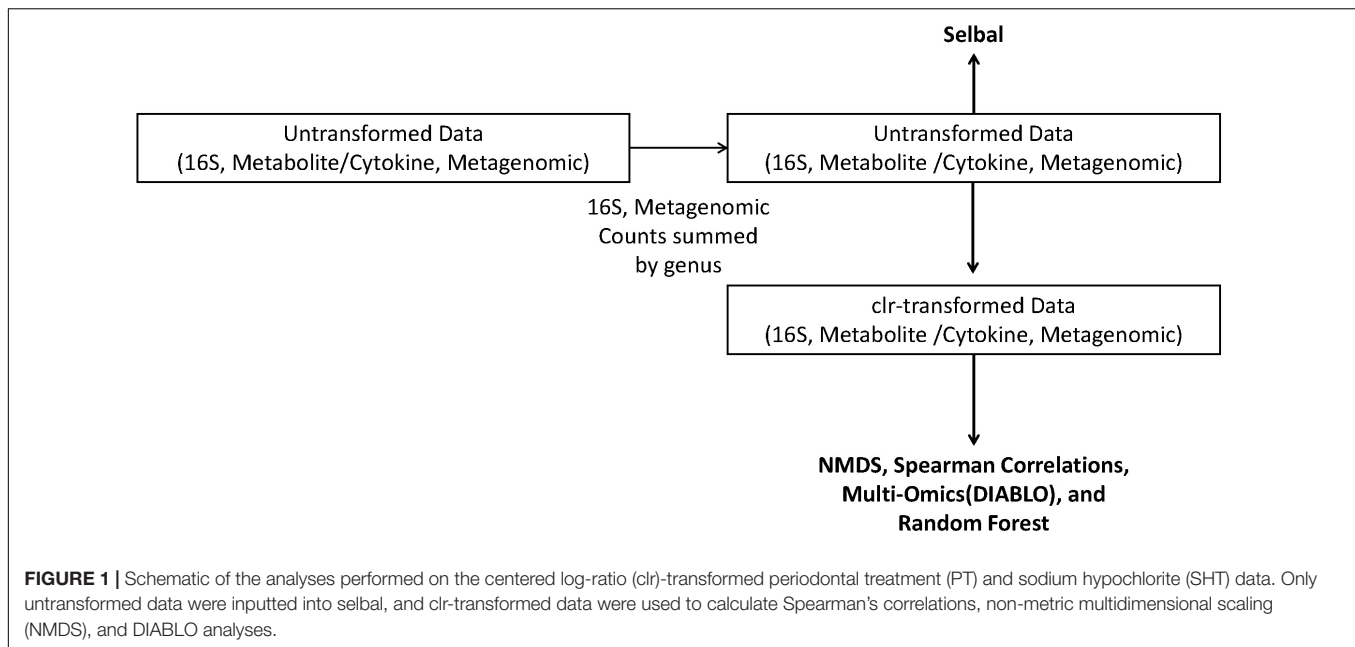 Selbal
Untransformed Data
(16S, Metabolite/Cytokine, Metagenomic)
Untransformed Data
(16S, Metabolite /Cytokine, Metagenomic)
16S, Metagenomic
Counts summed
by genus
clr-transformed Data
(16S, Metabolite /Cytokine, Metagenomic)
NMDS, Spearman Correlations,
Multi-Omics(DIABLO), and
Random Forest
FIGURE 1 | Schematic of the analyses performed on the centered log-ratio (clr)-transformed periodontal treatment (PT) and sodium hypochlorite (SHT) data. Only
untransformed data were inputted into selbal, and clr-transformed data were used to calculate Spearman's correlations, non-metric multidimensional scaling
(NMDS), and DIABLO analyses.